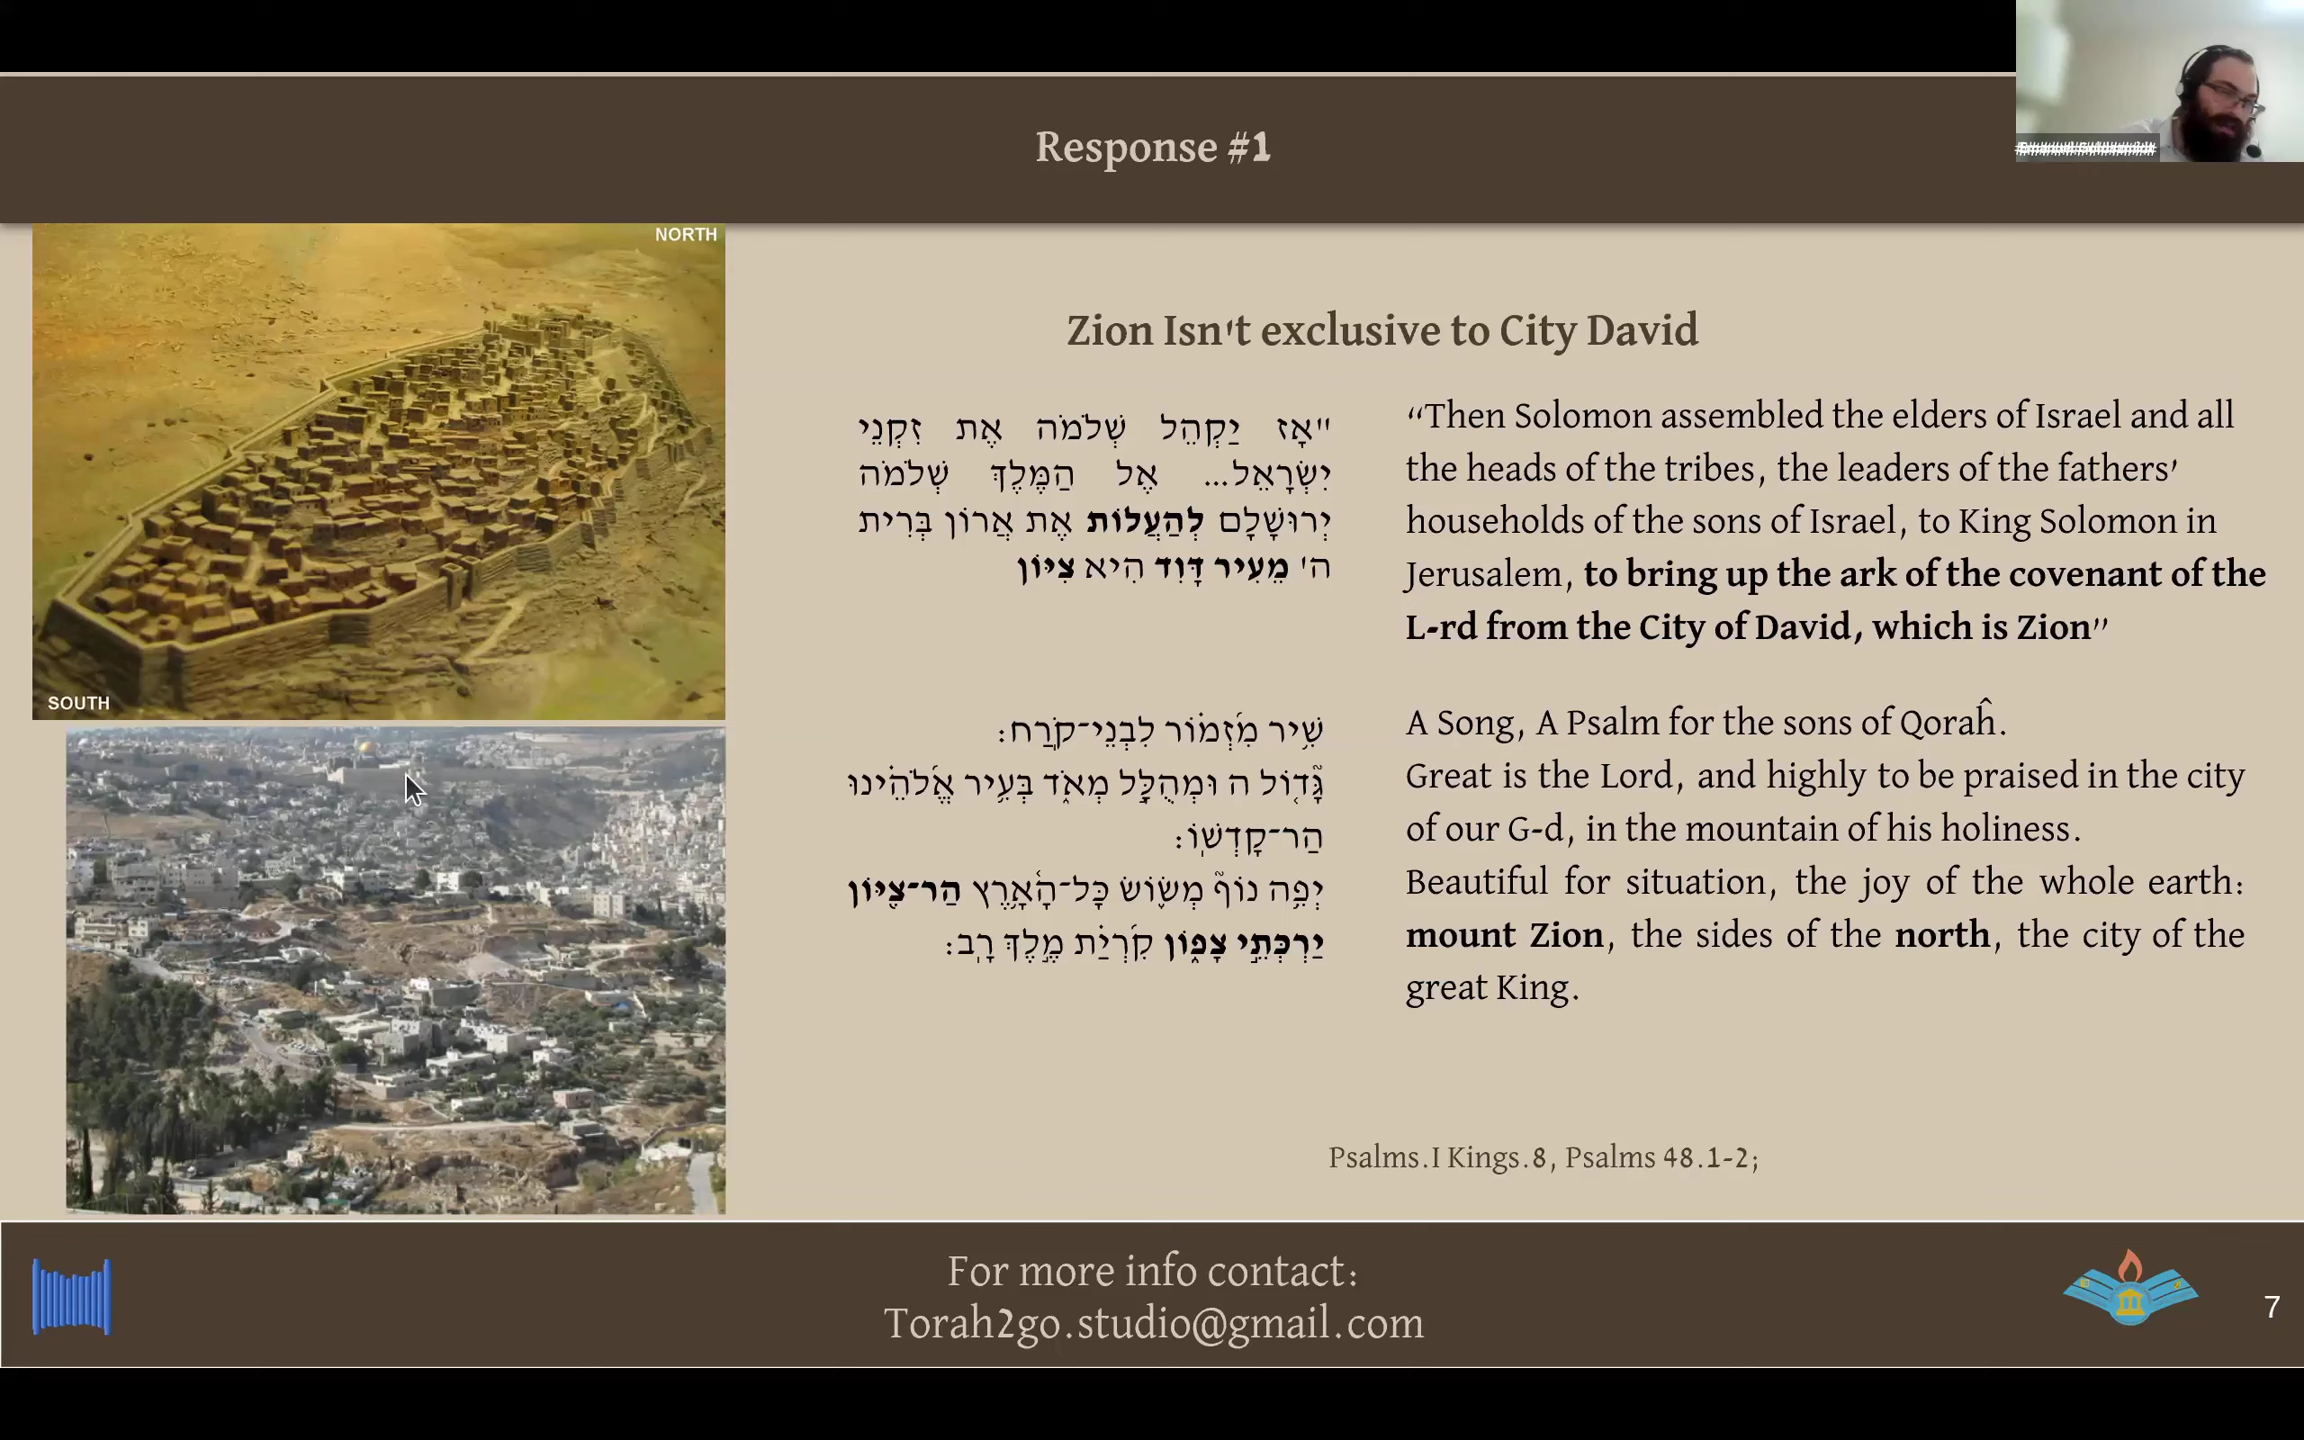 Response #1
NORTH
SOUTH
Zion Isn't exclusive to City David
"אָז יַקְהֵל שְׁלֹמֹה אֶת זִקְנֵי
יִשְׂרָאֵל... אֶל הַמֶּלֶךְ שְׁלֹמֹה
יְרוּשָׁלִָם לְהַעֲלוֹת אֶת אֲרוֹן בְּרִית
ה' מֵעִיר דָּוִד הִיא צִיּוֹן
“Then Solomon assembled the elders of Israel and all
the heads of the tribes, the leaders of the fathers’
households of the sons of Israel, to King Solomon in
Jerusalem, to bring up the ark of the covenant of the
L-rd from the City of David, which is Zion”
שִׁ֥יר מִ֝זְמ֗וֹר לִבְנֵי־קֹֽרַח׃
גָּ֘ד֤וֹל ה וּמְהֻלָּ֣ל מְאֹ֑ד בְּעִ֥יר אֱ֝לֹהֵ֗ינוּ
הַר־קָדְשֽׁוֹ׃
יְפֵ֥ה נוֹף֮ מְשׂ֢וֹשׂ כׇּל־הָ֫אָ֥רֶץ הַר־צִ֭יּוֹן
יַרְכְּתֵ֣י צָפ֑וֹן קִ֝רְיַ֗ת מֶ֣לֶךְ רָֽב׃
A Song, A Psalm for the sons of Qoraĥ.
Great is the Lord, and highly to be praised in the city
of our G-d, in the mountain of his holiness.
Beautiful for situation, the joy of the whole earth:
mount Zion, the sides of the north, the city of the
great King.
Psalms.I Kings.8, Psalms 48.1-2;
For more info contact:
Torah2go.studio@gmail.com
7